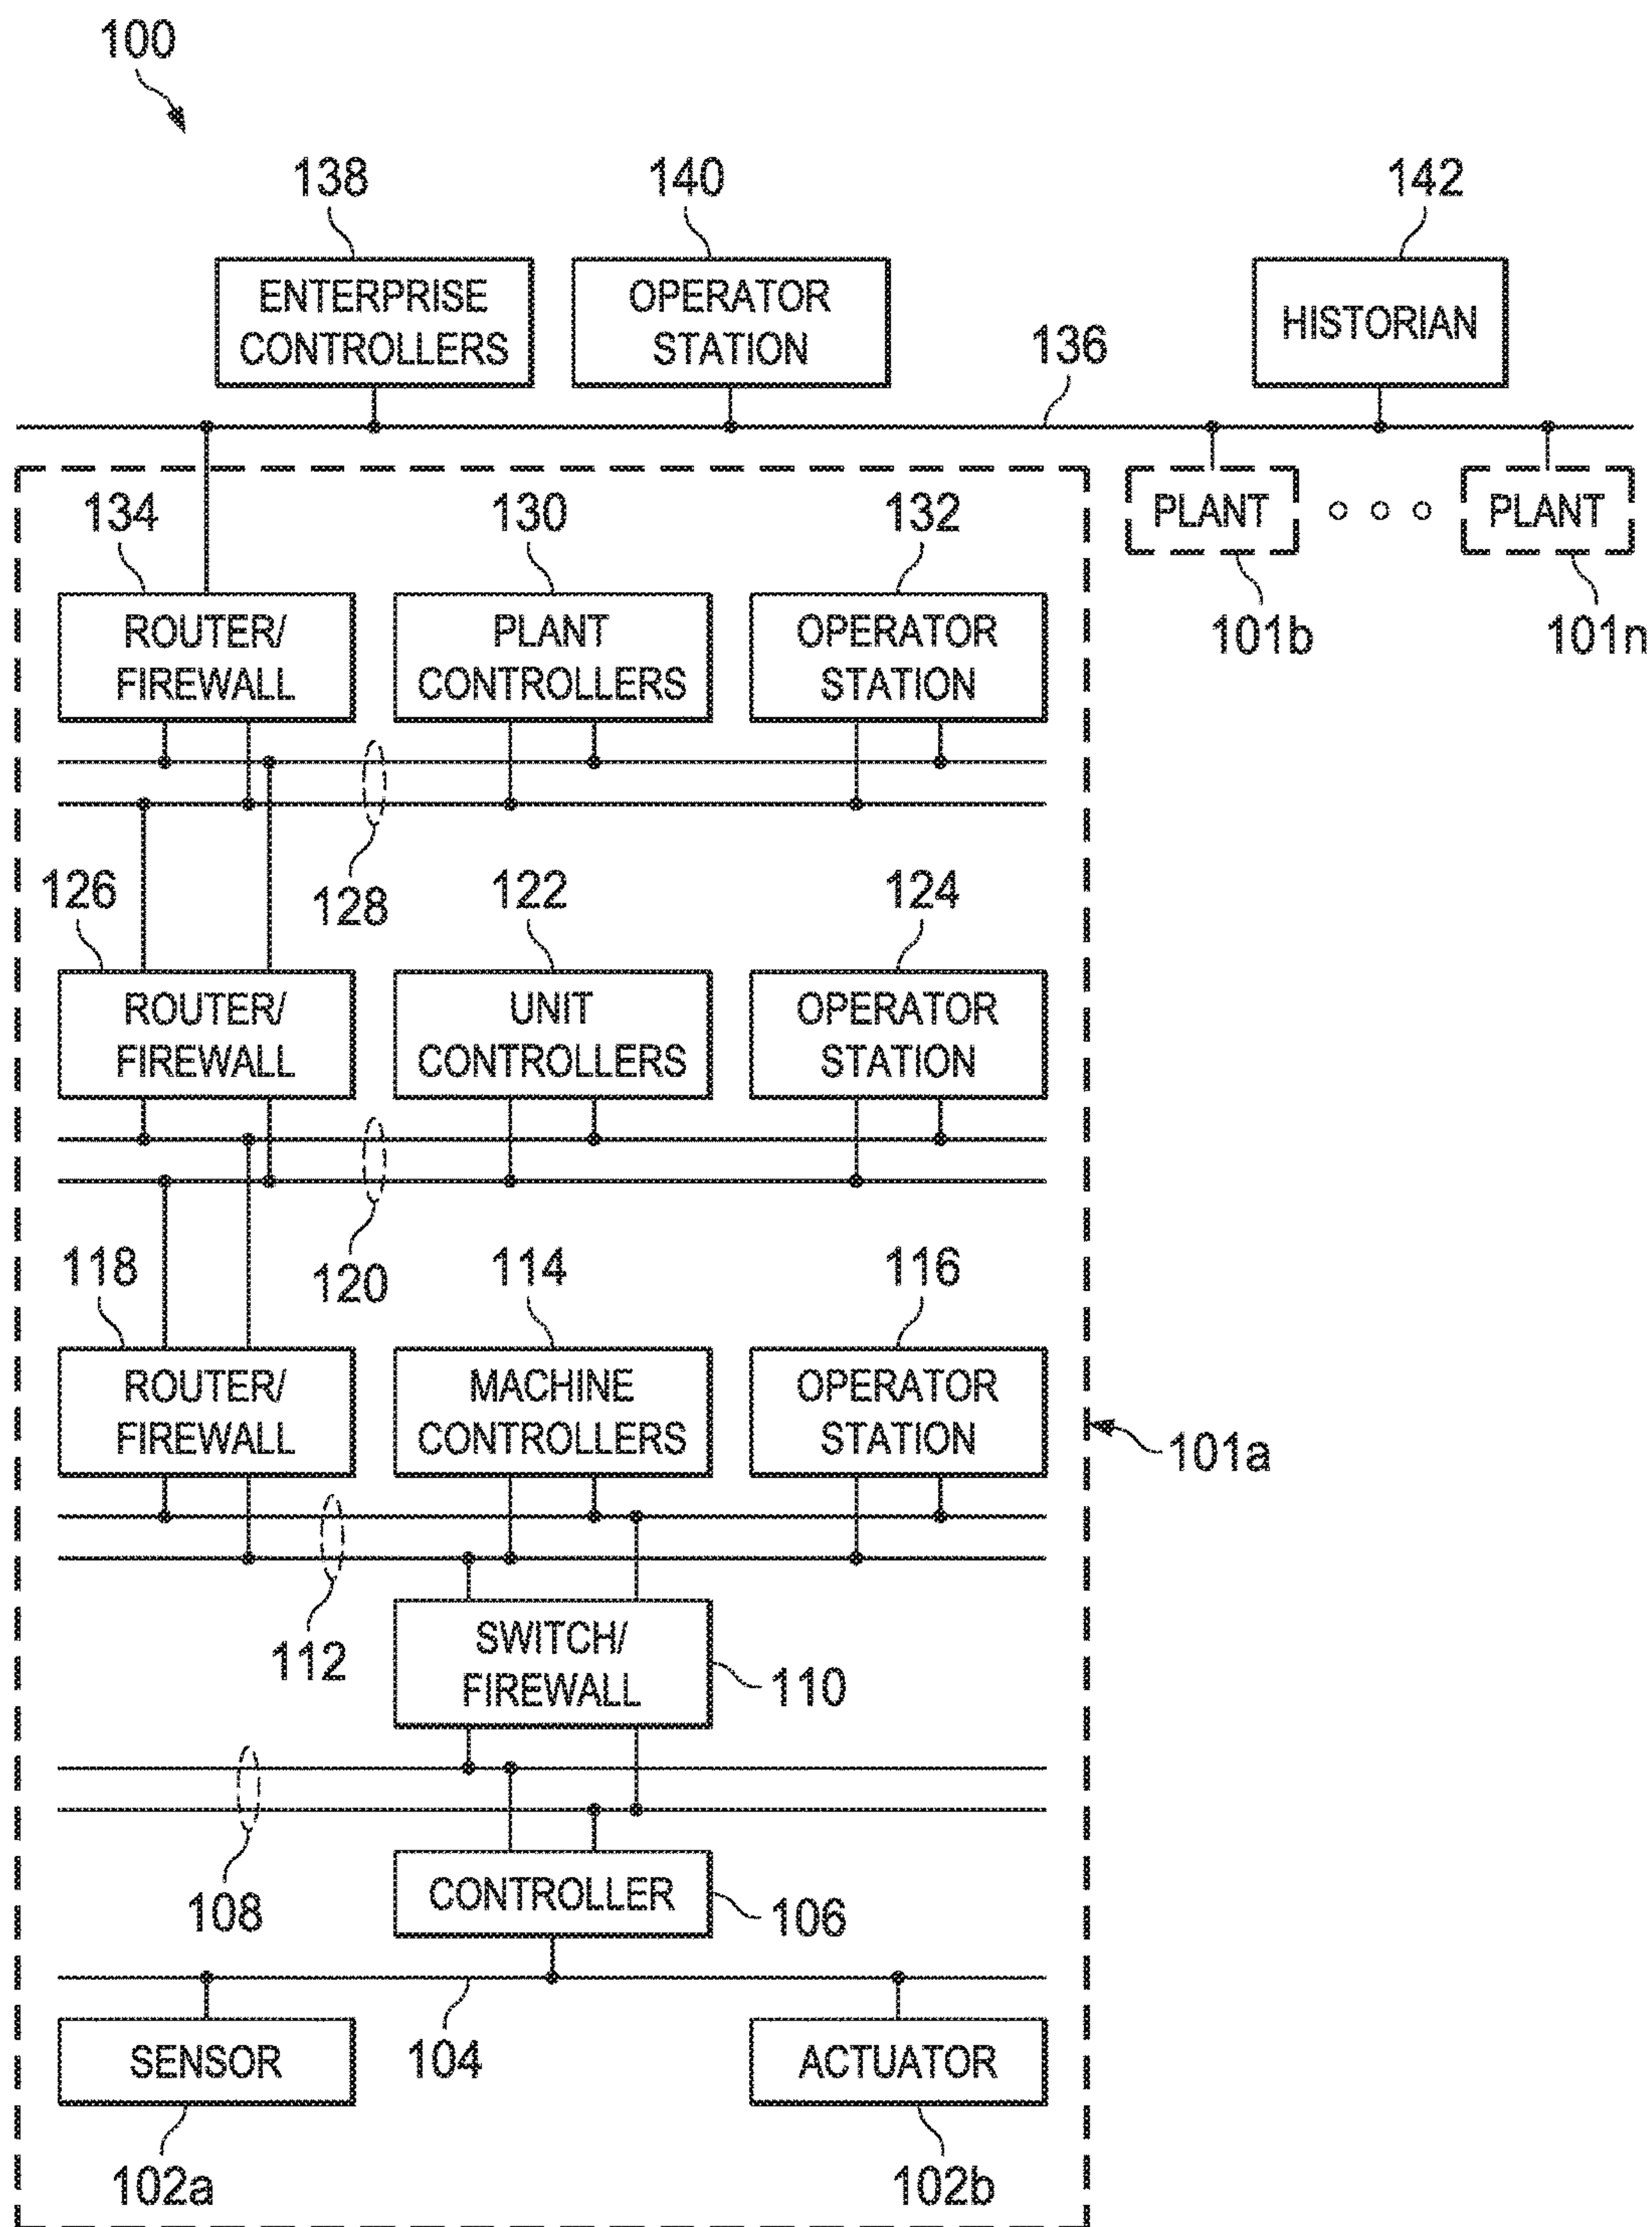 100
138
140
142
ENTERPRISE
CONTROLLERS
OPERATOR
STATION
HISTORIAN
136
134
130
132
PLANT
PLANT
101b
101n
ROUTER/
FIREWALL
PLANT
CONTROLLERS
OPERATOR
STATION
128
126
122
124
ROUTER/
FIREWALL
UNIT
CONTROLLERS
OPERATOR
STATION
120
118
114
116
ROUTER/
FIREWALL
MACHINE
CONTROLLERS
OPERATOR
STATION
101a
112
SWITCH/
FIREWALL
110
108
CONTROLLER
106
104
SENSOR
ACTUATOR
102a
102b